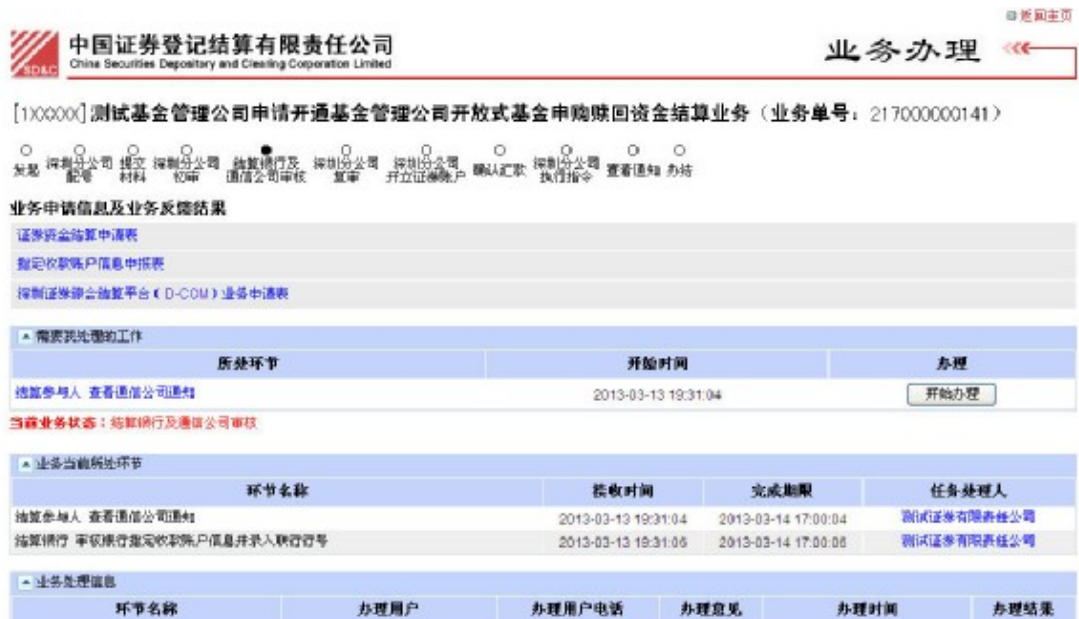 返回主页
中国证券登记结算有限责任公司
China Securities Depository and Clearing Corporation Limited
SD&C
业务办理
[1XXXXX]测试基金管理公司申请开通基金管理公司开放式基金申购赎回资金结算业务（业务单号：217000000141）
发起 深圳分公司配号 提交材料 深圳分公司初审 结算银行及通信公司审核 深圳分公司复审 深圳分公司开立证券账户 确认汇款 深圳分公司执行指令 查看通知 办结
业务申请信息及业务反馈结果
证券资金结算申请表
指定收款账户信息申报表
深圳证券综合结算平台（D-COM）业务申请表
需要我处理的工作
所处环节 开始时间 办理
结算参与人 查看通信公司通知 2013-03-13 19:31:04 开始办理
当前业务状态：结算银行及通信公司审核
业务当前所处环节
环节名称 接收时间 完成期限 任务处理人
结算参与人 查看通信公司通知 2013-03-13 19:31:04 2013-03-14 17:00:04 测试证券有限责任公司
结算银行 审核银行指定收款账户信息并录入联行行号 2013-03-13 19:31:06 2013-03-14 17:00:06 测试证券有限责任公司
业务处理信息
环节名称 办理用户 办理用户电话 办理意见 办理时间 办理结果